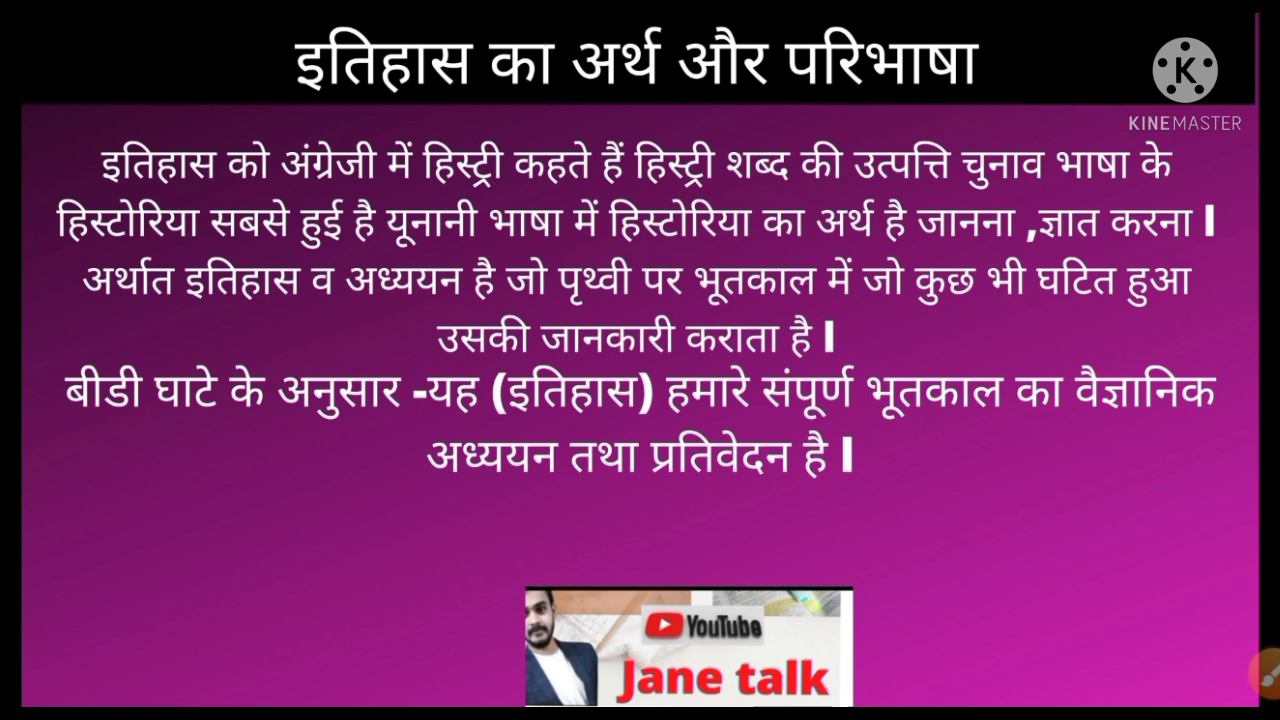 इतिहास का अर्थ और परिभाषा
KINEMASTER
इतिहास को अंग्रेजी में हिस्ट्री कहते हैं हिस्ट्री शब्द की उत्पत्ति चुनाव भाषा के
हिस्टोरिया सबसे हुई है यूनानी भाषा में हिस्टोरिया का अर्थ है जानना ,ज्ञात करना l
अर्थात इतिहास व अध्ययन है जो पृथ्वी पर भूतकाल में जो कुछ भी घटित हुआ
उसकी जानकारी कराता है l
बीडी घाटे के अनुसार -यह (इतिहास) हमारे संपूर्ण भूतकाल का वैज्ञानिक
अध्ययन तथा प्रतिवेदन है l
YouTube
Jane talk